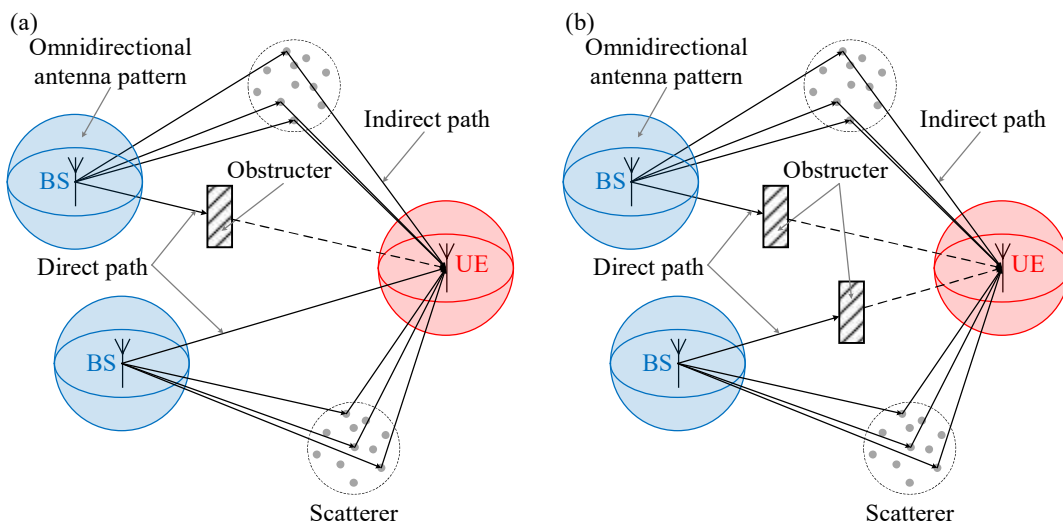 (a)
Omnidirectional
antenna pattern
Indirect path
BS
Obstructer
UE
Direct path
BS
Scatterer
(b)
Omnidirectional
antenna pattern
Indirect path
BS
Obstructer
UE
Direct path
BS
Scatterer